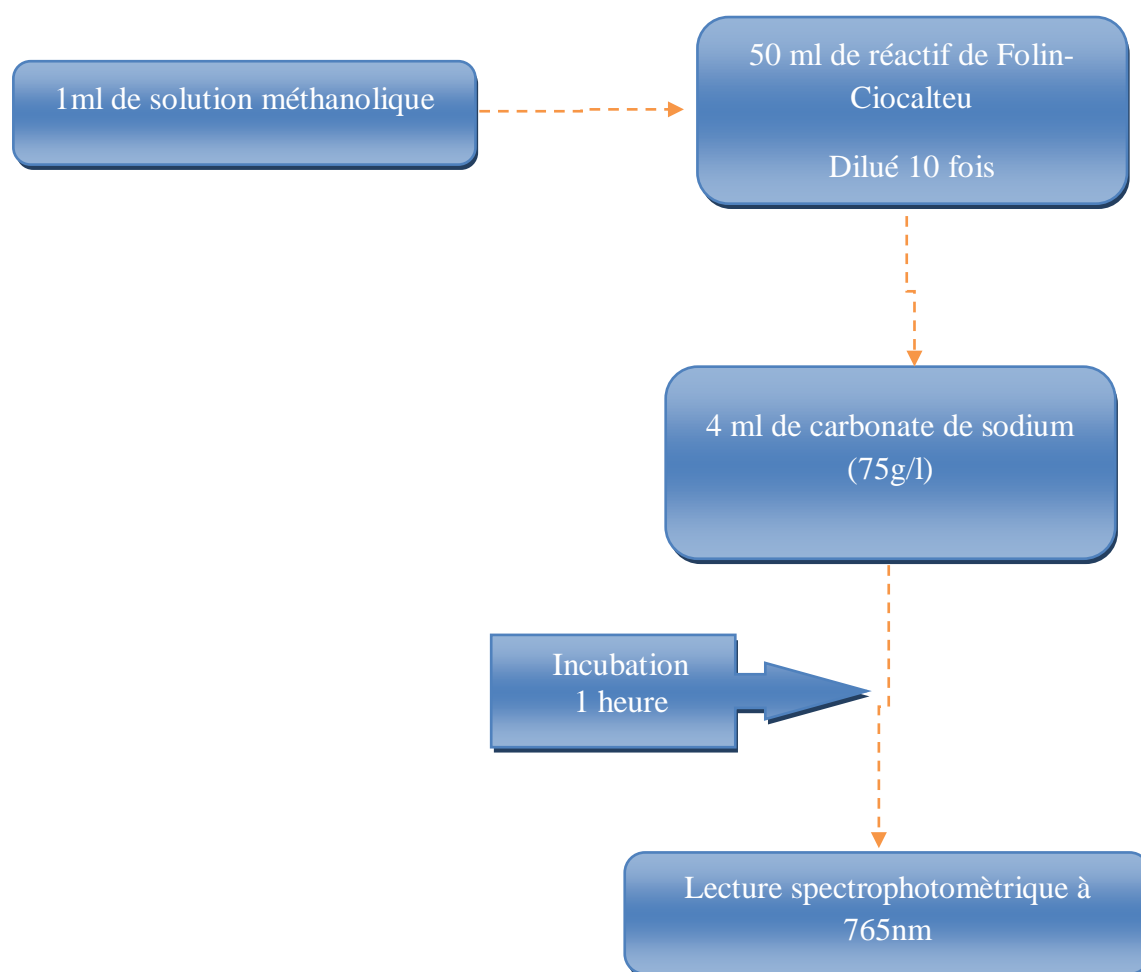 1ml de solution méthanolique
50 ml de réactif de Folin-
Ciocalteu
Dilué 10 fois
4 ml de carbonate de sodium
(75g/l)
Incubation
1 heure
Lecture spectrophotomètrique à
765nm